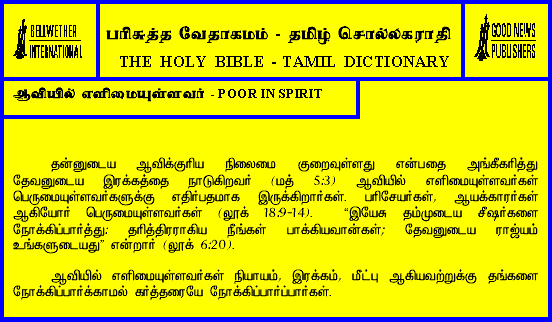 BELLWETHER
INTERNATIONAL
பரிசுத்த வேதாகமம் - தமிழ் சொல்லகராதி
THE HOLY BIBLE - TAMIL DICTIONARY
GOOD NEWS
PUBLISHERS
ஆவியில் எளிமையுள்ளவர் - POOR IN SPIRIT
தன்னுடைய ஆவிக்குரிய நிலைமை குறைவுள்ளது என்பதை அங்கீகரித்து
தேவனுடைய இரக்கத்தை நாடுகிறவர் (மத் 5:3) ஆவியில் எளிமையுள்ளவர்கள்
பெருமையுள்ளவர்களுக்கு எதிர்பதமாக இருக்கிறார்கள். பரிசேயர்கள், ஆயக்காரர்கள்
ஆகியோர் பெருமையுள்ளவர்கள் (லூக் 18:9-14). “இயேசு தம்முடைய சீஷர்களை
நோக்கிப்பார்த்து; தரித்திரராகிய நீங்கள் பாக்கியவான்கள்; தேவனுடைய ராஜ்யம்
உங்களுடையது” என்றார் (லூக் 6:20).
ஆவியில் எளிமையுள்ளவர்கள் நியாயம், இரக்கம், மீட்பு ஆகியவற்றுக்கு தங்களை
நோக்கிப்பார்க்காமல் கர்த்தரையே நோக்கிப்பார்ப்பார்கள்.